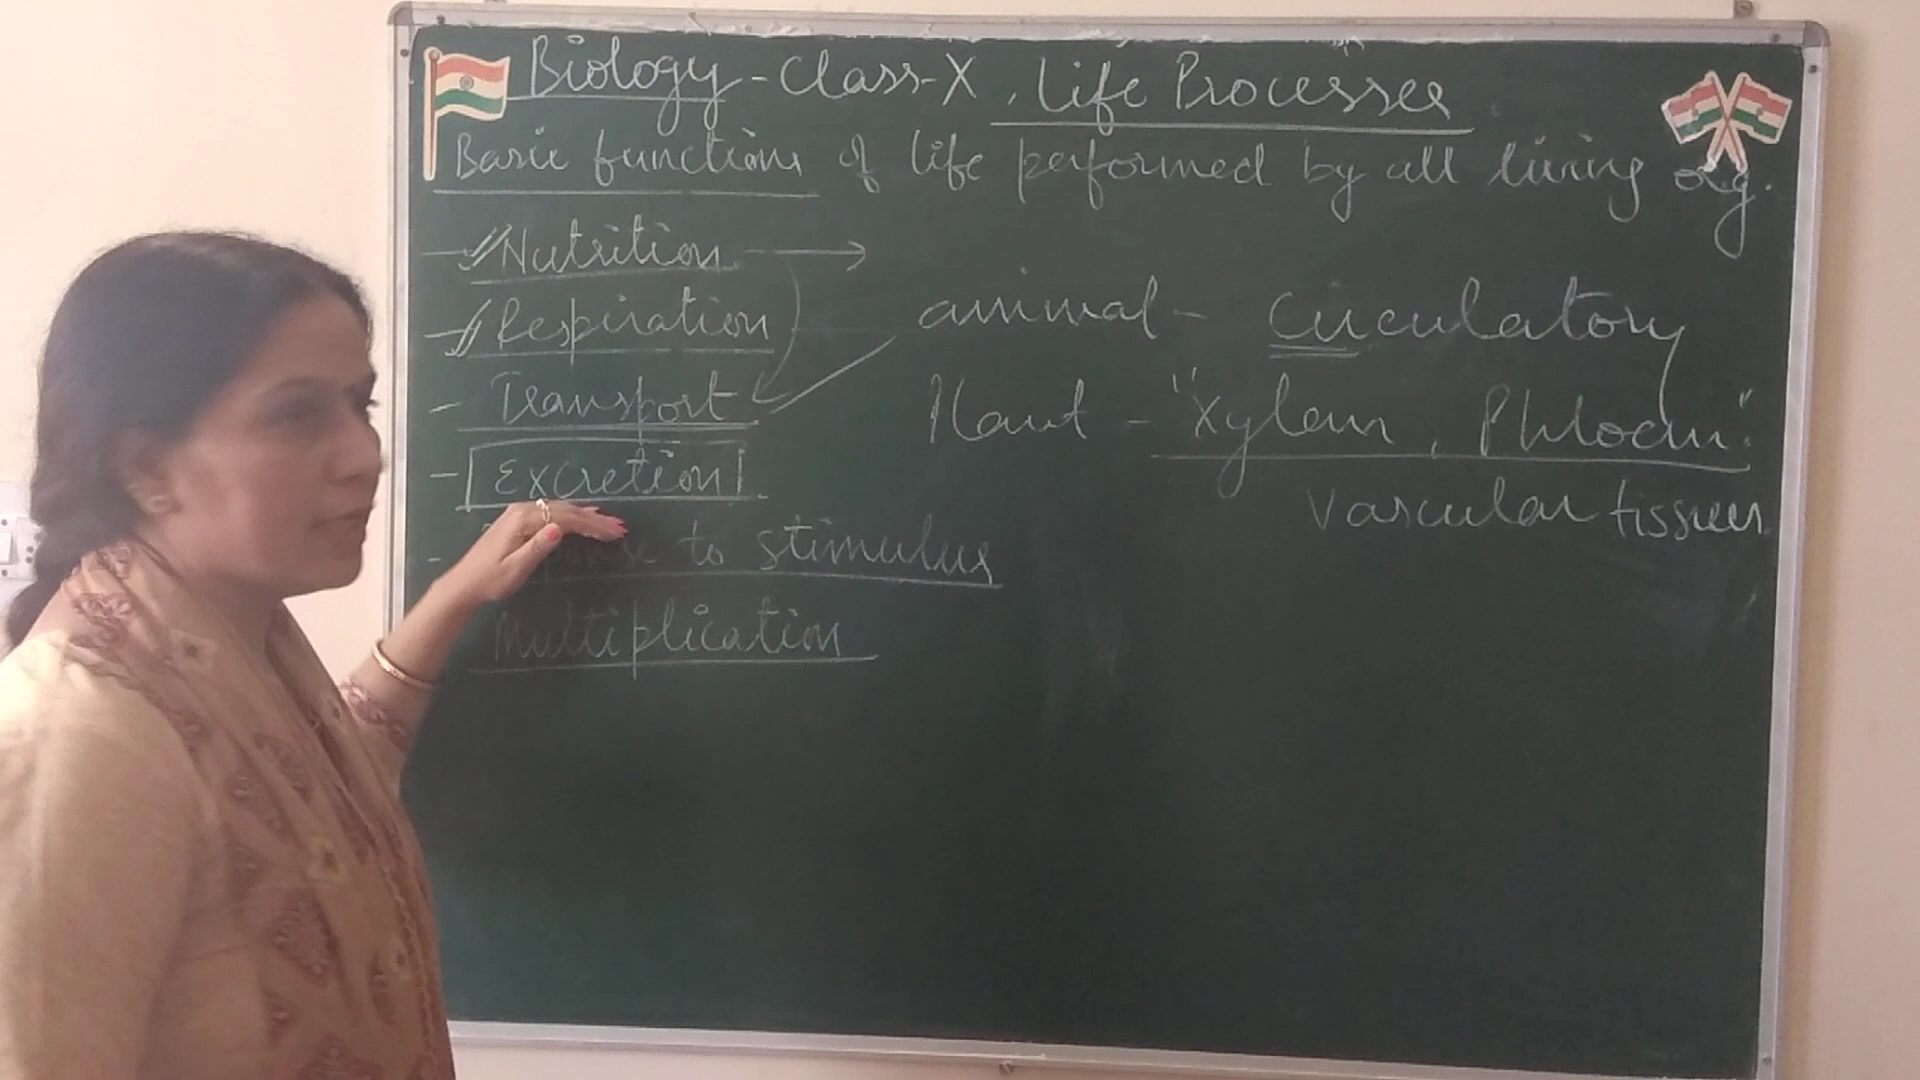 Biology - Class-X, Life Processes
Basic functions of life performed by all living org.
- Nutrition →
- Respiration
- Transport
- Excretion
- to stimulus
Multiplication
animal - Circulatory
Plant - "Xylem, Phloem".
Vascular tissues.